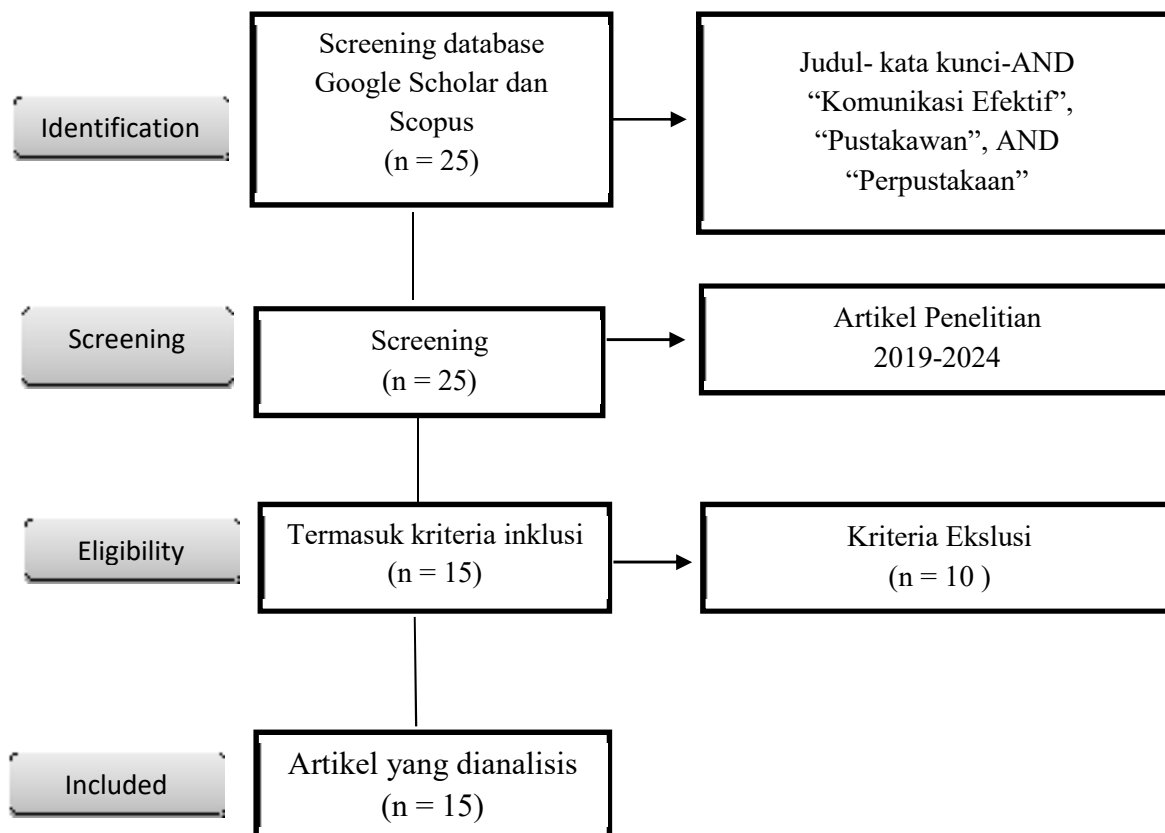 Identification
Screening database
Google Scholar dan
Scopus
(n = 25)
Judul- kata kunci-AND
“Komunikasi Efektif”,
“Pustakawan”, AND
“Perpustakaan”
Screening
Screening
(n = 25)
Artikel Penelitian
2019-2024
Eligibility
Termasuk kriteria inklusi
(n = 15)
Kriteria Ekslusi
(n = 10 )
Included
Artikel yang dianalisis
(n = 15)